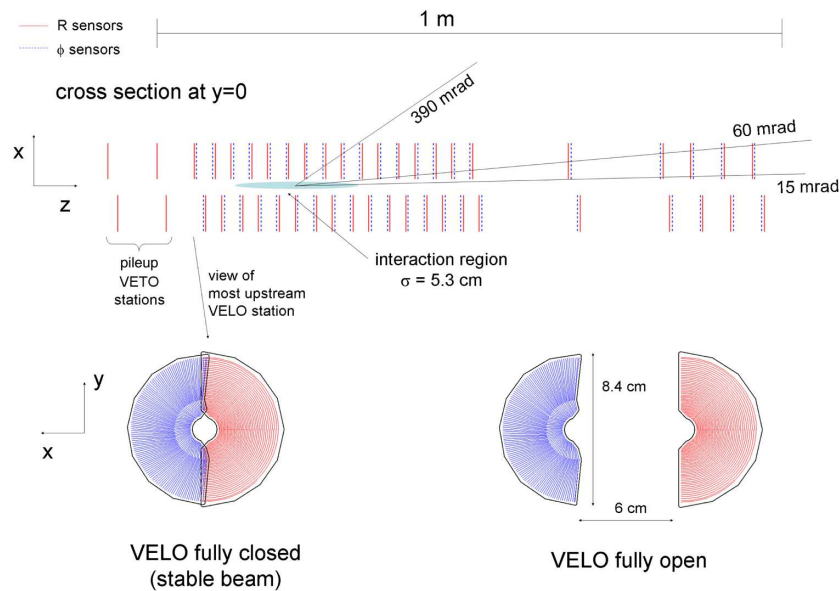 R sensors
ϕ sensors
1 m
cross section at y=0
390 mrad
60 mrad
15 mrad
x
z
pileup
VETO
stations
view of
most upstream
VELO station
interaction region
σ = 5.3 cm
y
x
8.4 cm
6 cm
VELO fully closed
(stable beam)
VELO fully open